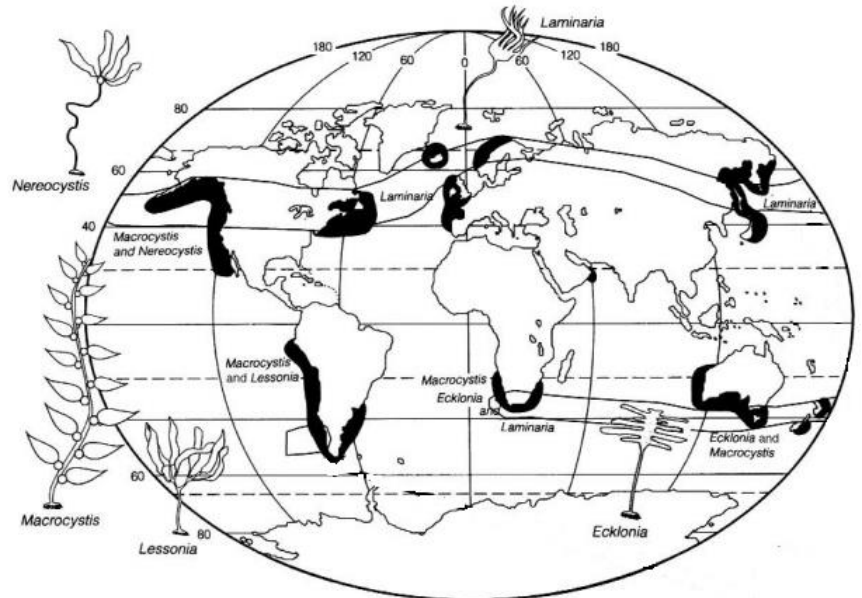 Laminaria
180
120
60
0
60
120
180
80
Nereocystis
60
40
Laminaria
Laminaria
Macrocystis
and Nereocystis
Macrocystis
and Lessonia
Macrocystis
Ecklonia and
Laminaria
Ecklonia and
Macrocystis
60
Macrocystis
Lessonia
80
Ecklonia